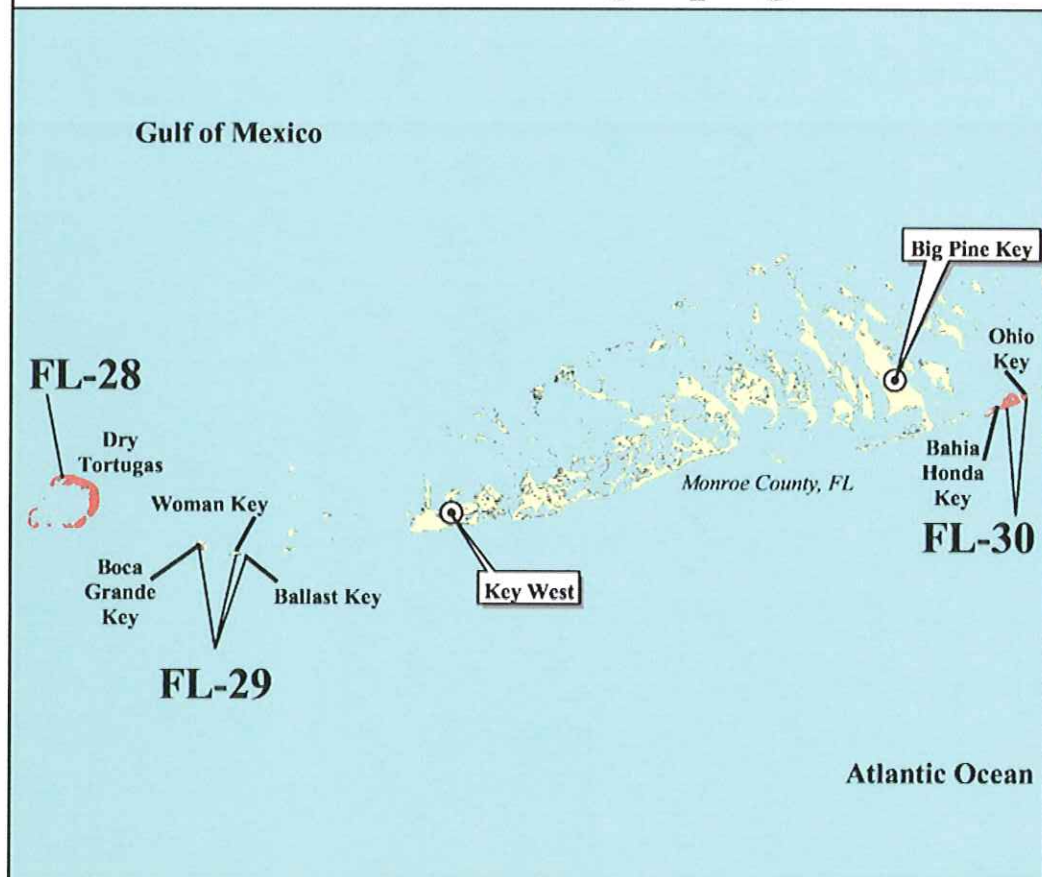 Gulf of Mexico
Big Pine Key
Ohio
Key
FL-28
Dry
Tortugas
Woman Key
Bahia
Honda
Key
Monroe County, FL
FL-30
Boca
Grande
Key
Ballast Key
Key West
FL-29
Atlantic Ocean